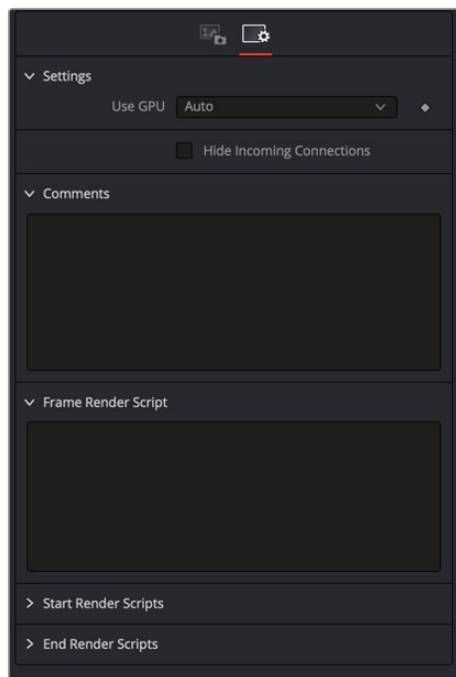 Settings
Use GPU Auto
Hide Incoming Connections
Comments
Frame Render Script
Start Render Scripts
End Render Scripts